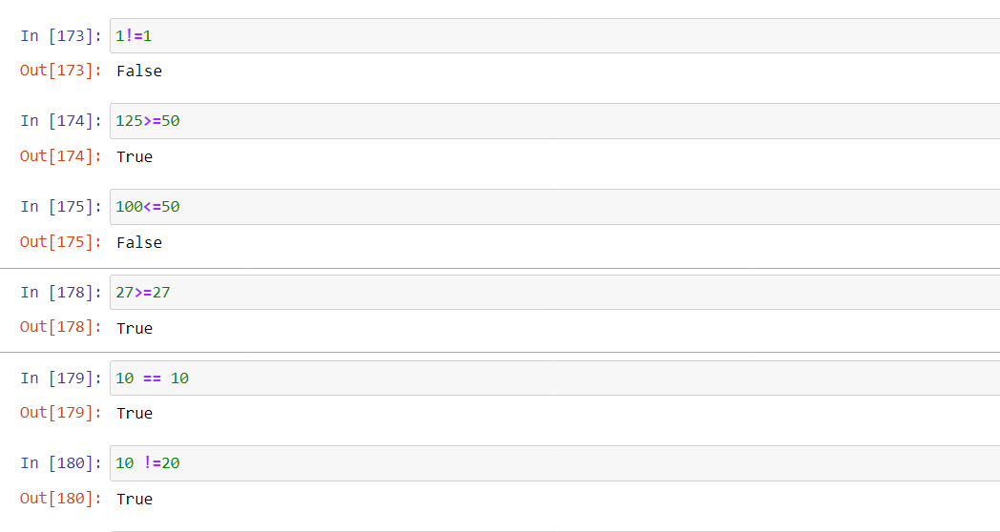 In [173]: 1!=1
Out[173]: False
In [174]: 125>=50
Out[174]: True
In [175]: 100<=50
Out[175]: False
In [178]: 27>=27
Out[178]: True
In [179]: 10 == 10
Out[179]: True
In [180]: 10 !=20
Out[180]: True